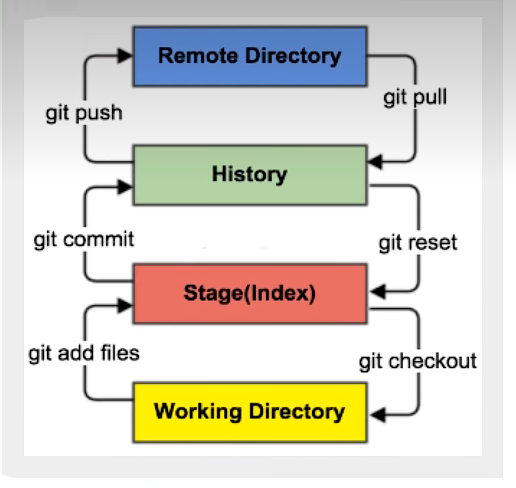 Remote Directory
git push
git pull
History
git commit
git reset
Stage(Index)
git add files
git checkout
Working Directory